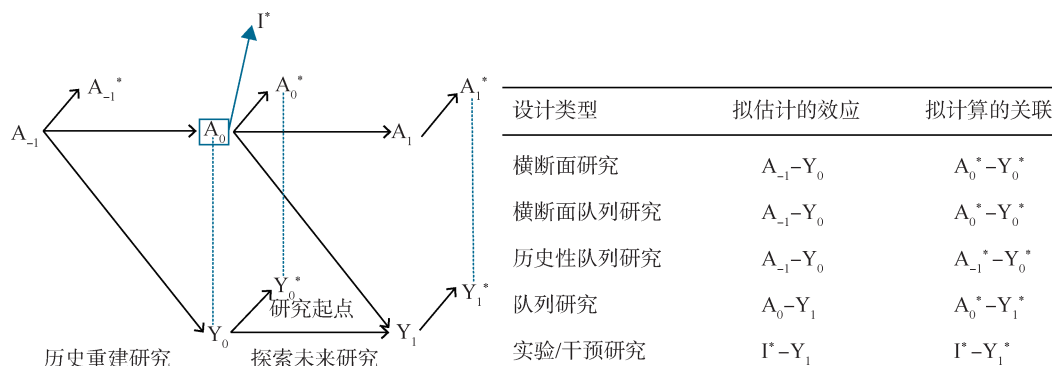 I*
A₋₁*
A₀*
A₁*
A₋₁
A₀
A₁
Y₀*
Y₁*
研究起点
Y₀
Y₁
历史重建研究
探索未来研究
设计类型 拟估计的效应 拟计算的关联
横断面研究 A₋₁–Y₀ A₀*–Y₀*
横断面队列研究 A₋₁–Y₀ A₀*–Y₀*
历史性队列研究 A₋₁–Y₀ A₋₁*–Y₀*
队列研究 A₀–Y₁ A₀*–Y₁*
实验/干预研究 I*–Y₁ I*–Y₁*